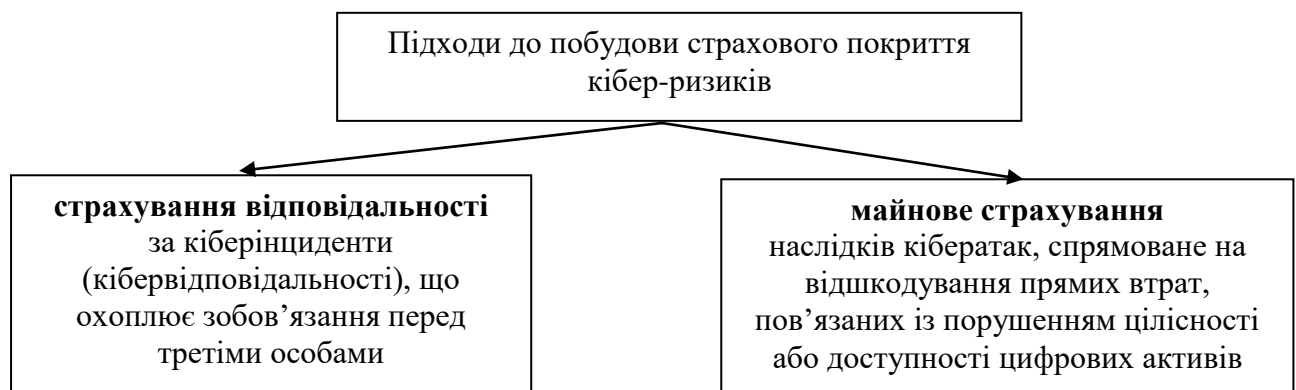 Підходи до побудови страхового покриття
кібер-ризиків
страхування відповідальності
за кіберінциденти
(кібервідповідальності), що
охоплює зобов’язання перед
третіми особами
майнове страхування
наслідків кібератак, спрямоване на
відшкодування прямих втрат,
пов’язаних із порушенням цілісності
або доступності цифрових активів